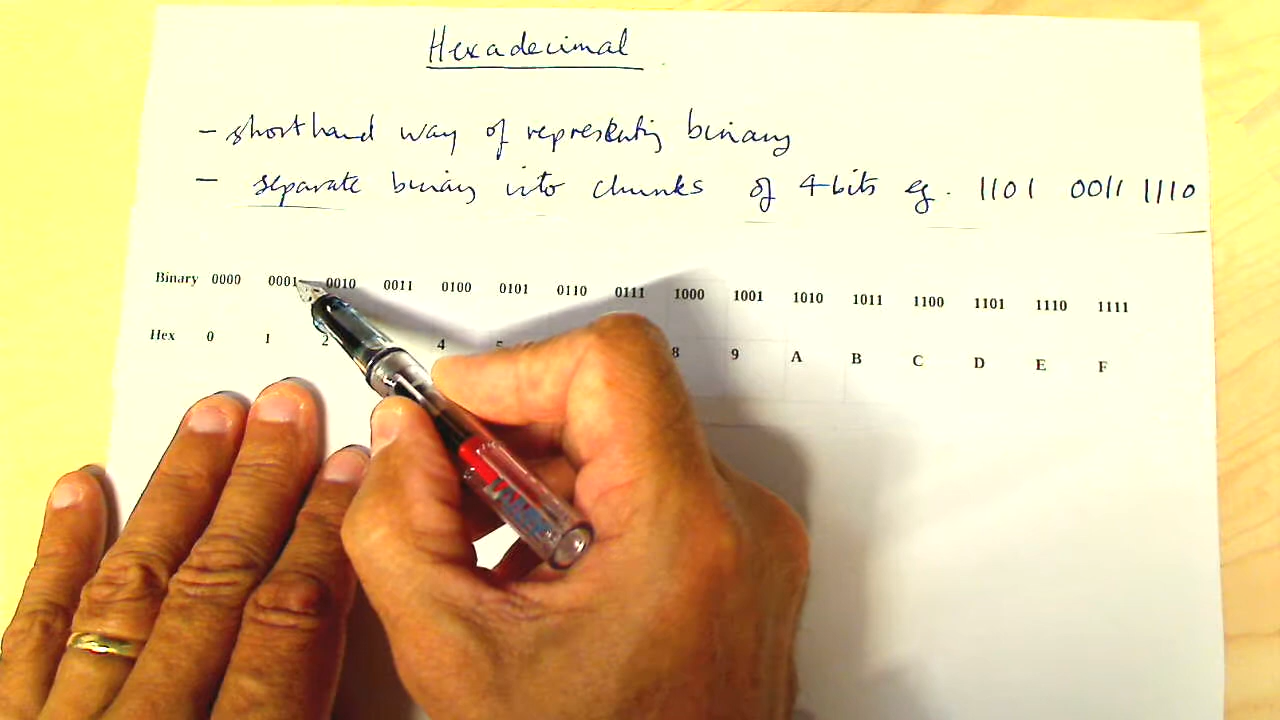 Hexadecimal
- shorthand way of representing binary
- separate binary into chunks of 4-bits eg. 1101 0011 1110
Binary 0000 0001 0010 0011 0100 0101 0110 0111 1000 1001 1010 1011 1100 1101 1110 1111
Hex 0 1 2 4 8 9 A B C D E F
LAMY